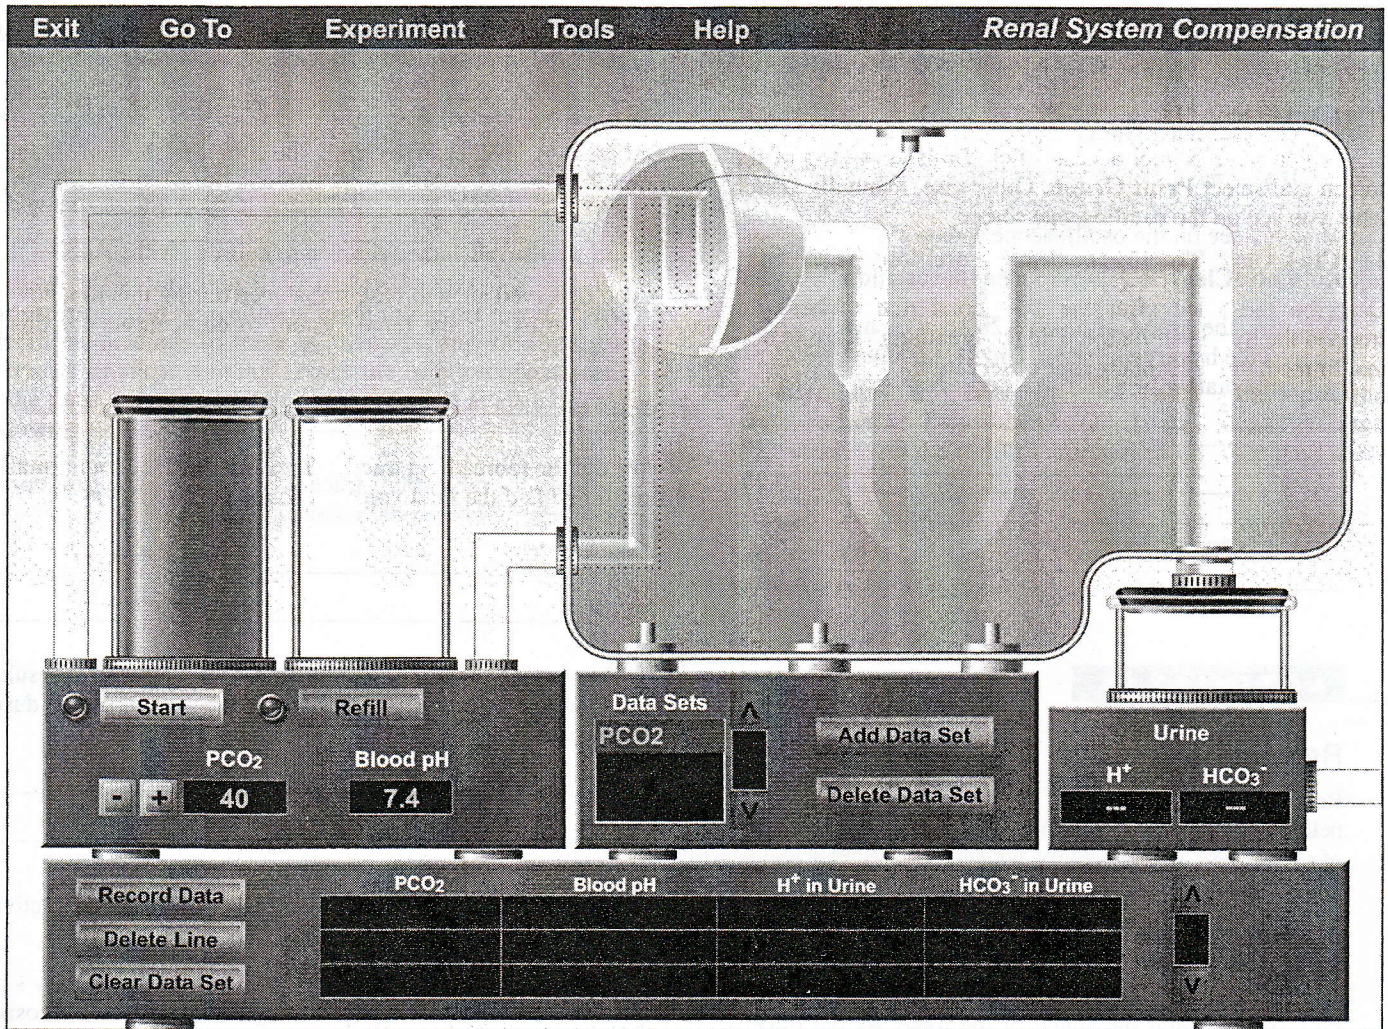 Exit Go To Experiment Tools Help Renal System Compensation
Start Refill
PCO2 Blood pH
- + 40 7.4
Data Sets
PCO2
Add Data Set
Delete Data Set
Urine
H+ HCO3-
--- ---
Record Data
Delete Line
Clear Data Set
PCO2 Blood pH H+ in Urine HCO3- in Urine